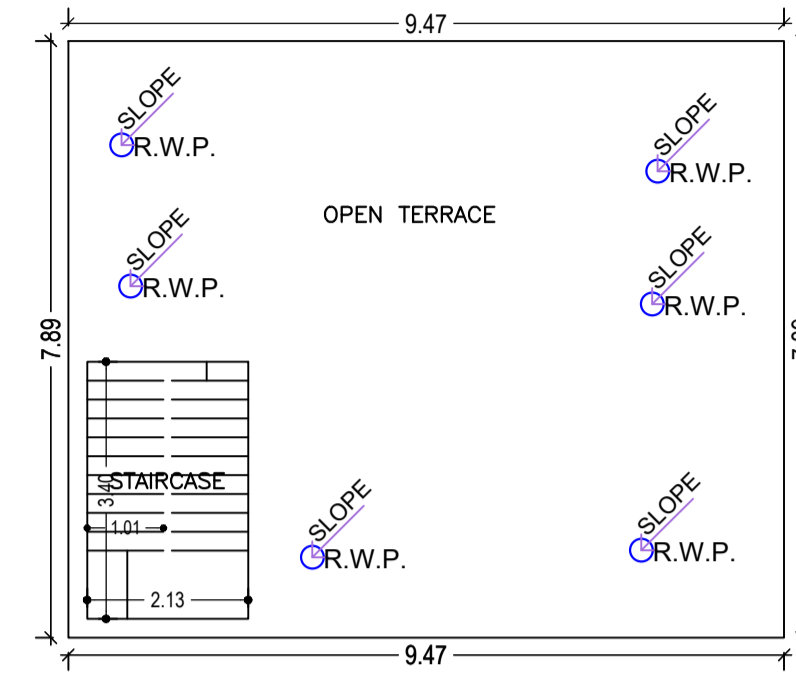 9.47
SLOPE
R.W.P.
SLOPE
R.W.P.
OPEN TERRACE
SLOPE
R.W.P.
SLOPE
R.W.P.
7.89
STAIRCASE
3.40
1.01
2.13
SLOPE
R.W.P.
SLOPE
R.W.P.
9.47